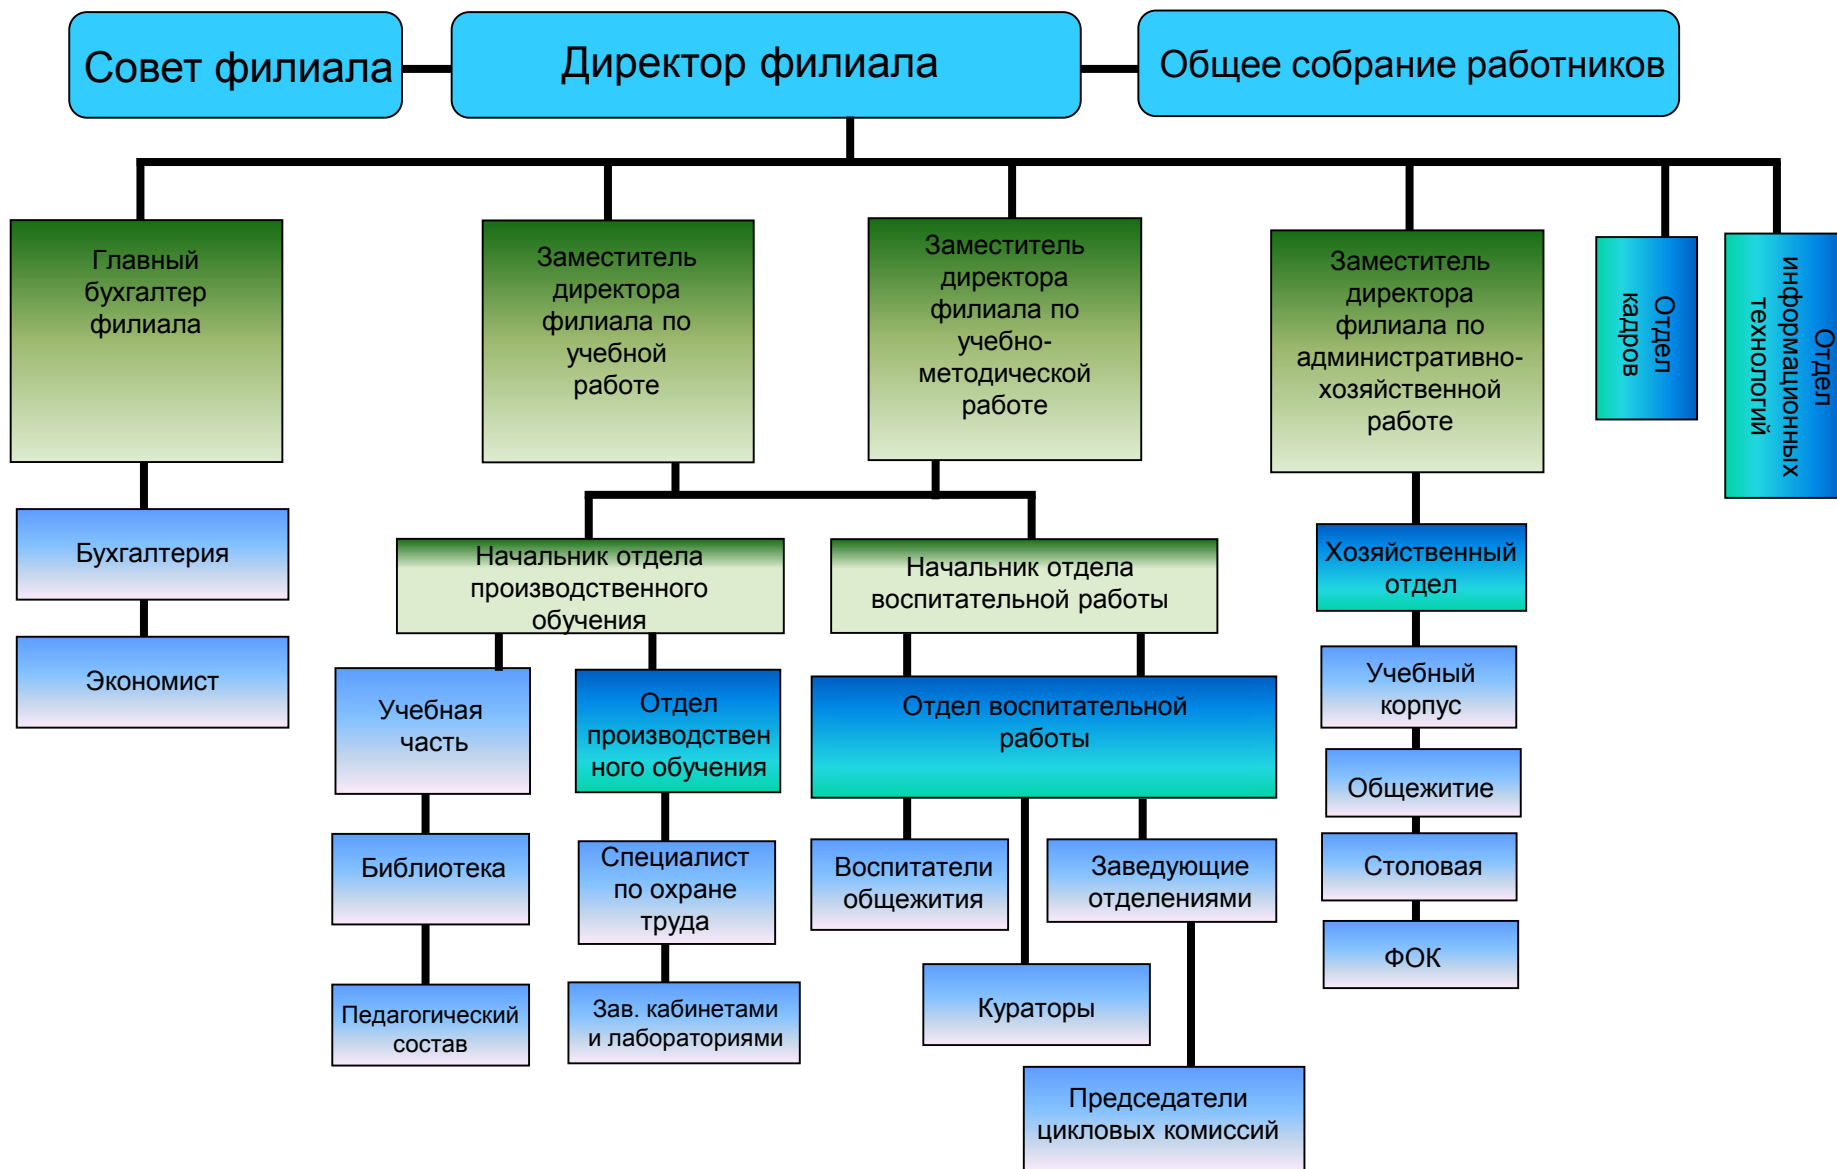 Совет филиала
Директор филиала
Общее собрание работников
Главный
бухгалтер
филиала
Заместитель
директора
филиала по
учебной
работе
Заместитель
директора
филиала по
учебно-
методической
работе
Заместитель
директора
филиала по
административно-
хозяйственной
работе
Отдел
кадров
Отдел
информационных
технологий
Бухгалтерия
Экономист
Начальник отдела
производственного
обучения
Начальник отдела
воспитательной работы
Хозяйственный
отдел
Учебная
часть
Отдел
производствен
ного обучения
Отдел воспитательной
работы
Учебный
корпус
Общежитие
Столовая
ФОК
Библиотека
Специалист
по охране
труда
Воспитатели
общежития
Заведующие
отделениями
Педагогический
состав
Зав. кабинетами
и лабораториями
Кураторы
Председатели
цикловых комиссий